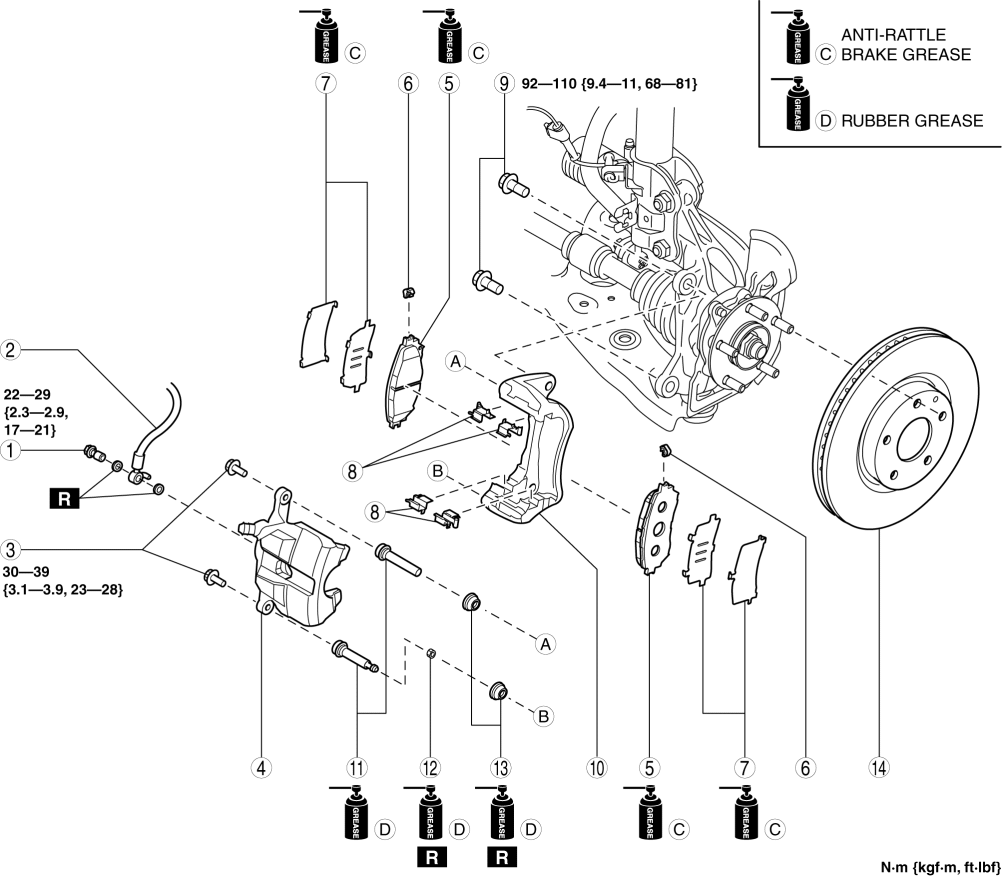 GREASE C
GREASE C
GREASE C ANTI-RATTLE
BRAKE GREASE
GREASE D RUBBER GREASE
7 6 5 9 92—110 {9.4—11, 68—81}
A
2
22—29
{2.3—2.9,
17—21}
1
R
8
B
8
3
30—39
{3.1—3.9, 23—28}
A
B
4 11 12 13 10 5 7 6 14
GREASE D
GREASE D
R
GREASE D
R
GREASE C
GREASE C
N·m {kgf·m, ft·lbf}